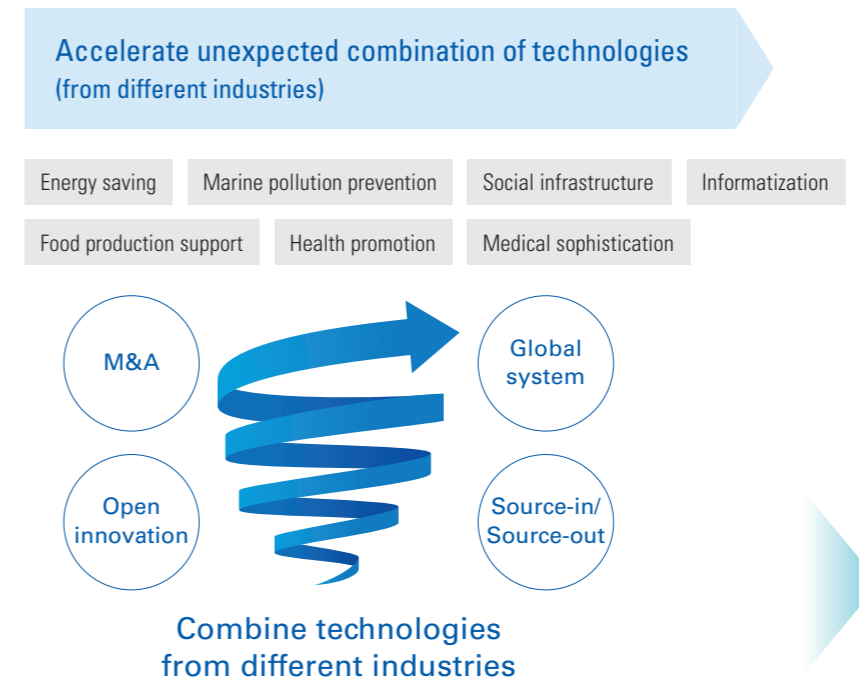 Accelerate unexpected combination of technologies
(from different industries)
Energy saving
Marine pollution prevention
Social infrastructure
Informatization
Food production support
Health promotion
Medical sophistication
M&A
Global
system
Open
innovation
Source-in/
Source-out
Combine technologies
from different industries